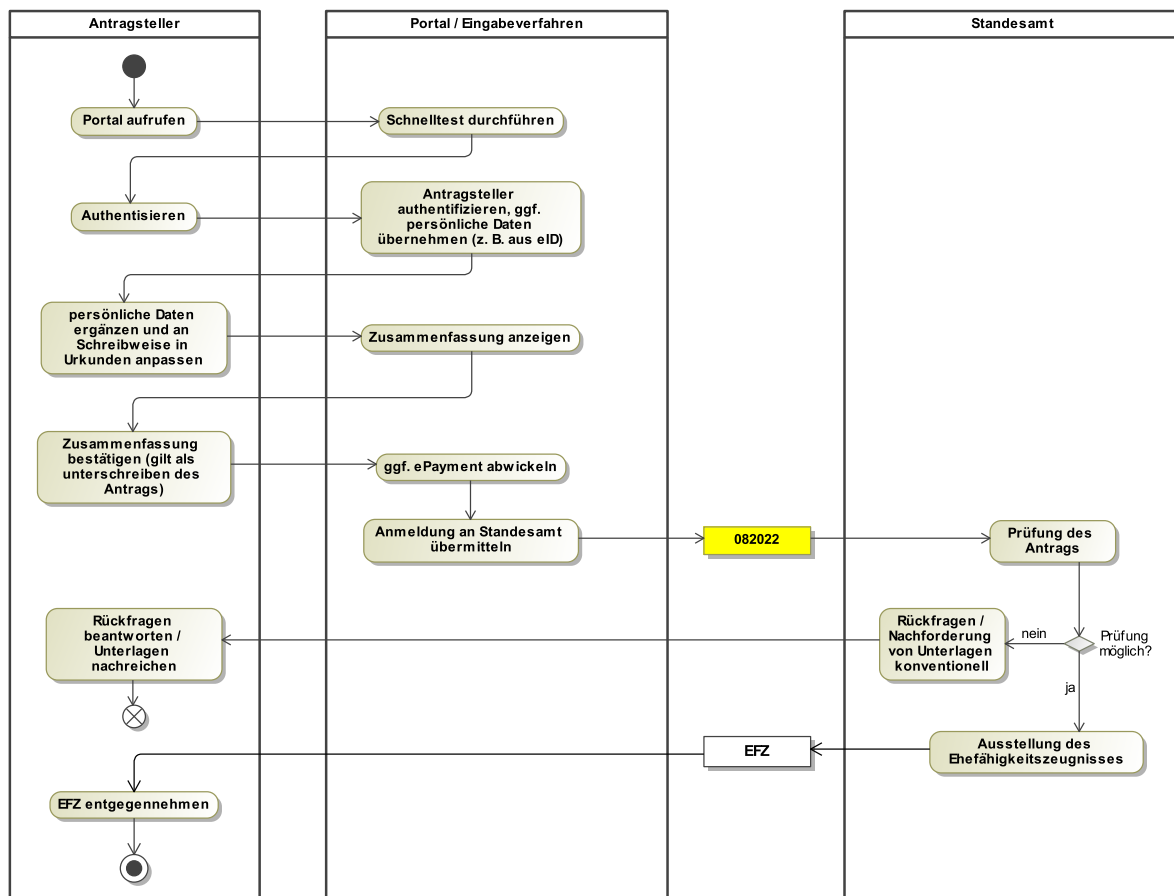 Antragsteller
Portal / Eingabeverfahren
Standesamt
Portal aufrufen
Schnelltest durchführen
Authentisieren
Antragsteller
authentifizieren, ggf.
persönliche Daten
übernehmen (z. B. aus eID)
persönliche Daten
ergänzen und an
Schreibweise in
Urkunden anpassen
Zusammenfassung anzeigen
Zusammenfassung
bestätigen (gilt als
unterschreiben des
Antrags)
ggf. ePayment abwickeln
Anmeldung an Standesamt
übermitteln
082022
Prüfung des
Antrags
Prüfung
möglich?
nein
Rückfragen /
Nachforderung
von Unterlagen
konventionell
Rückfragen
beantworten /
Unterlagen
nachreichen
ja
Ausstellung des
Ehefähigkeitszeugnisses
EFZ
EFZ entgegennehmen